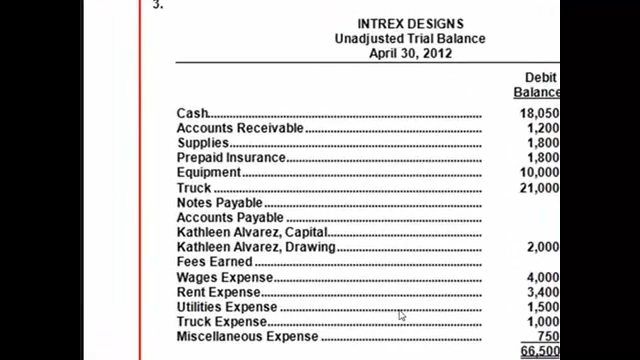 3.
INTREX DESIGNS
Unadjusted Trial Balance
April 30, 2012
Debit
Balance
Cash.......................................................... 18,050
Accounts Receivable.......................................................... 1,200
Supplies.......................................................... 1,800
Prepaid Insurance.......................................................... 1,800
Equipment.......................................................... 10,000
Truck .......................................................... 21,000
Notes Payable..........................................................
Accounts Payable ..........................................................
Kathleen Alvarez, Capital..........................................................
Kathleen Alvarez, Drawing.......................................................... 2,000
Fees Earned ..........................................................
Wages Expense.......................................................... 4,000
Rent Expense.......................................................... 3,400
Utilities Expense .......................................................... 1,500
Truck Expense.......................................................... 1,000
Miscellaneous Expense .......................................................... 750
66,500